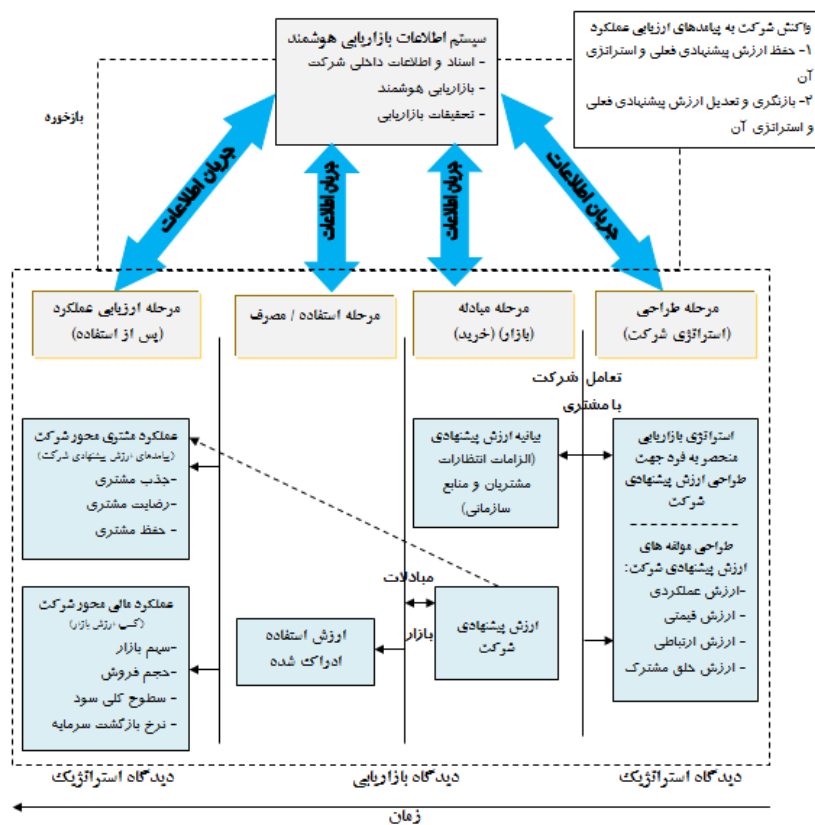 سیستم اطلاعات بازاریابی هوشمند
- اسناد و اطلاعات داخلی شرکت
- بازاریابی هوشمند
- تحقیقات بازاریابی
واکنش شرکت به پیامدهای ارزیابی عملکرد
۱- حفظ ارزش پیشنهادی فعلی و استراتژی
آن
۲- بازنگری و تعدیل ارزش پیشنهادی فعلی
و استراتژی آن
بازخوره
جریان اطلاعات
جریان اطلاعات
جریان اطلاعات
جریان اطلاعات
مرحله طراحی
(استراتژی شرکت)
مرحله مبادله
(بازار) (خرید)
مرحله استفاده / مصرف
مرحله ارزیابی عملکرد
(پس از استفاده)
تعامل شرکت
با مشتری
استراتژی بازاریابی
منحصر به فرد جهت
طراحی ارزش پیشنهادی
شرکت
طراحی مولفه های
ارزش پیشنهادی شرکت:
-ارزش عملکردی
- ارزش قیمتی
- ارزش ارتباطی
- ارزش خلق مشترک
بیانیه ارزش پیشنهادی
(الزامات انتظارات
مشتریان و منابع
سازمانی)
مبادلات
بازار
ارزش پیشنهادی
شرکت
ارزش استفاده
ادراک شده
عملکرد مشتری محور شرکت
(پیامدهای ارزش پیشنهادی شرکت)
-جذب مشتری
- رضایت مشتری
- حفظ مشتری
عملکرد مالی محور شرکت
(کسب ارزش بازار)
-سهم بازار
- حجم فروش
- سطوح کلی سود
- نرخ بازگشت سرمایه
دیدگاه استراتژیک
دیدگاه بازاریابی
دیدگاه استراتژیک
زمان